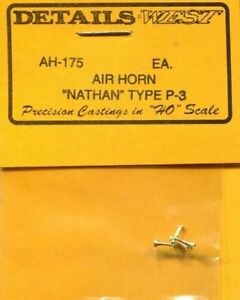 DETAILS WEST
AH-175 EA.
AIR HORN
"NATHAN" TYPE P-3
Precision Castings in "HO" Scale